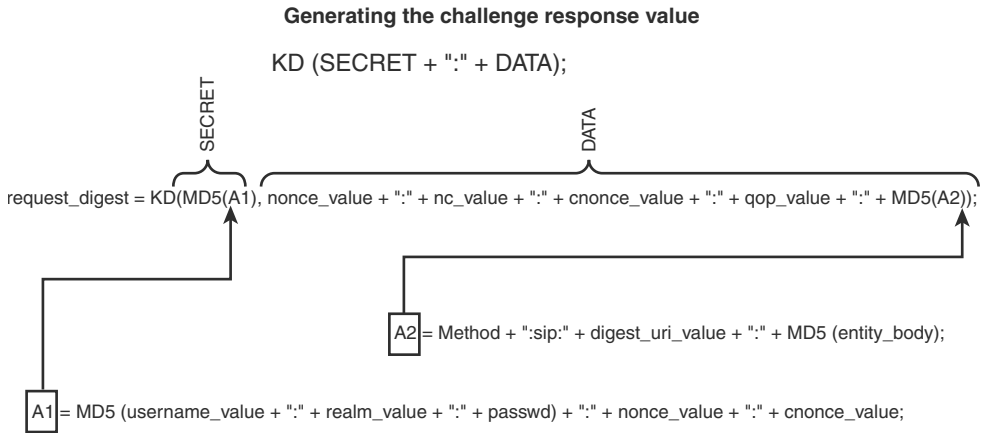 Generating the challenge response value
KD (SECRET + ":" + DATA);
SECRET
DATA
request_digest = KD(MD5(A1), nonce_value + ":" + nc_value + ":" + cnonce_value + ":" + qop_value + ":" + MD5(A2));
A2 = Method + ":sip:" + digest_uri_value + ":" + MD5 (entity_body);
A1 = MD5 (username_value + ":" + realm_value + ":" + passwd) + ":" + nonce_value + ":" + cnonce_value;